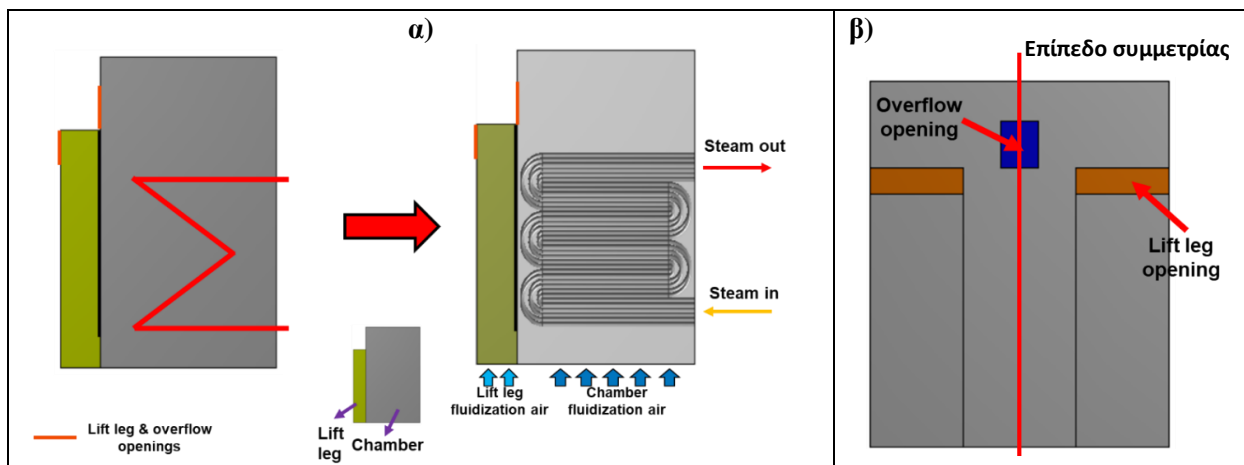 α)
Steam out
Steam in
Lift leg
fluidization air
Chamber
fluidization air
Lift
leg
Chamber
Lift leg & overflow
openings
β)
Επίπεδο συμμετρίας
Overflow
opening
Lift leg
opening